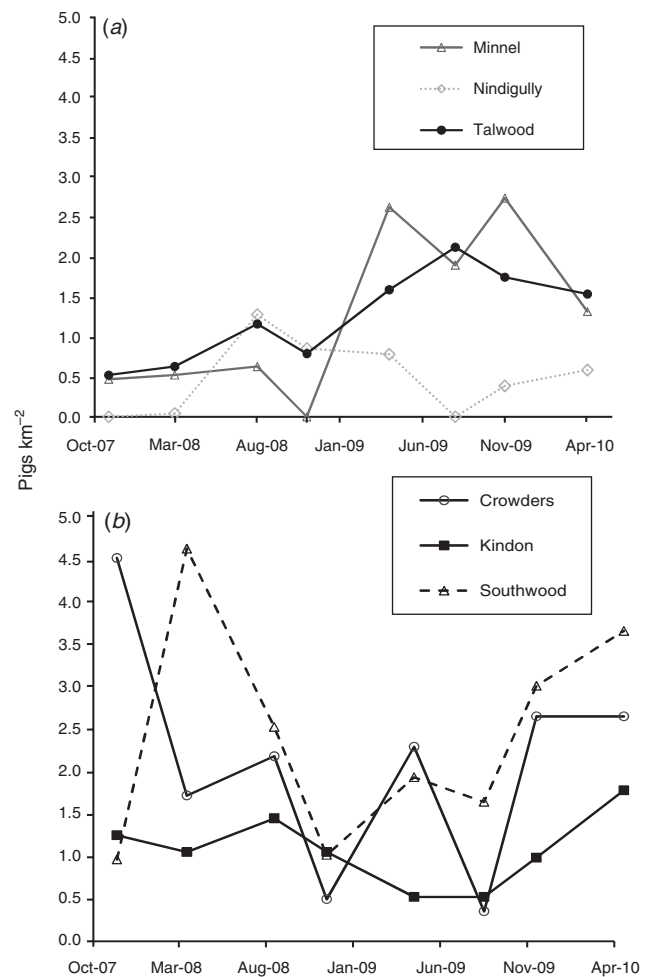 (a)
5.0
4.5
4.0
3.5
3.0
2.5
2.0
1.5
1.0
0.5
0.0
Minnel
Nindigully
Talwood
Oct-07 Mar-08 Aug-08 Jan-09 Jun-09 Nov-09 Apr-10
Pigs km⁻²
(b)
5.0
4.5
4.0
3.5
3.0
2.5
2.0
1.5
1.0
0.5
0.0
Crowders
Kindon
Southwood
Oct-07 Mar-08 Aug-08 Jan-09 Jun-09 Nov-09 Apr-10